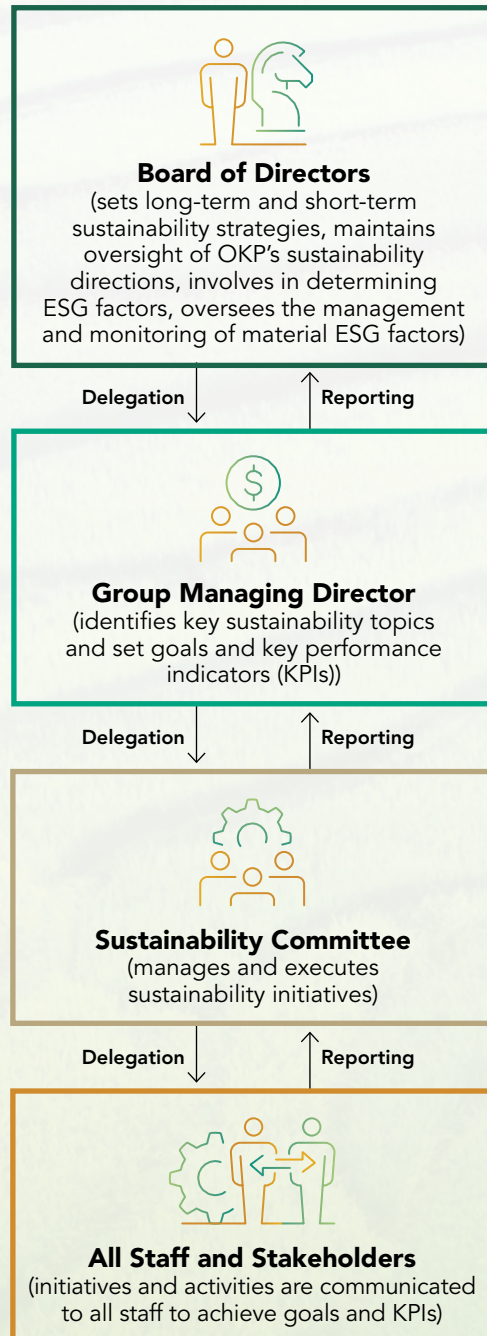 Board of Directors
(sets long-term and short-term
sustainability strategies, maintains
oversight of OKP's sustainability
directions, involves in determining
ESG factors, oversees the management
and monitoring of material ESG factors)
Delegation
Reporting
$
Group Managing Director
(identifies key sustainability topics
and set goals and key performance
indicators (KPIs))
Delegation
Reporting
Sustainability Committee
(manages and executes
sustainability initiatives)
Delegation
Reporting
All Staff and Stakeholders
(initiatives and activities are communicated
to all staff to achieve goals and KPIs)